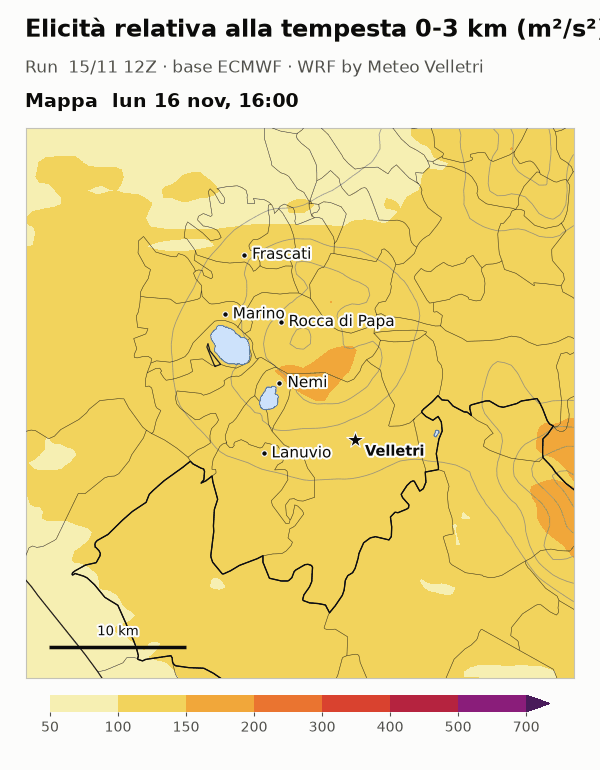 Elicità relativa alla tempesta 0-3 km (m²/s²)
Run  15/11 12Z · base ECMWF · WRF by Meteo Velletri
Mappa  lun 16 nov, 16:00
Frascati
Marino
Rocca di Papa
Nemi
Velletri
Lanuvio
10 km
50 100 150 200 300 400 500 700